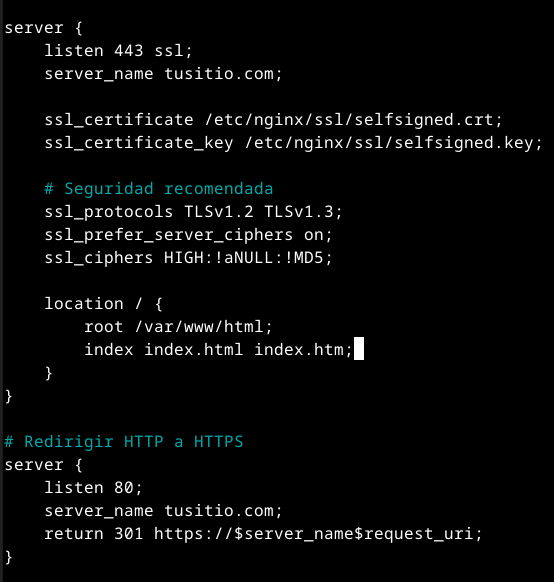 server {
    listen 443 ssl;
    server_name tusitio.com;

    ssl_certificate /etc/nginx/ssl/selfsigned.crt;
    ssl_certificate_key /etc/nginx/ssl/selfsigned.key;

    # Seguridad recomendada
    ssl_protocols TLSv1.2 TLSv1.3;
    ssl_prefer_server_ciphers on;
    ssl_ciphers HIGH:!aNULL:!MD5;

    location / {
        root /var/www/html;
        index index.html index.htm;
    }
}

# Redirigir HTTP a HTTPS
server {
    listen 80;
    server_name tusitio.com;
    return 301 https://$server_name$request_uri;
}